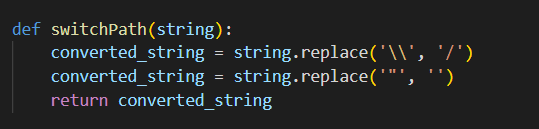 def switchPath(string):
    converted_string = string.replace('\\', '/')
    converted_string = string.replace('"', '')
    return converted_string